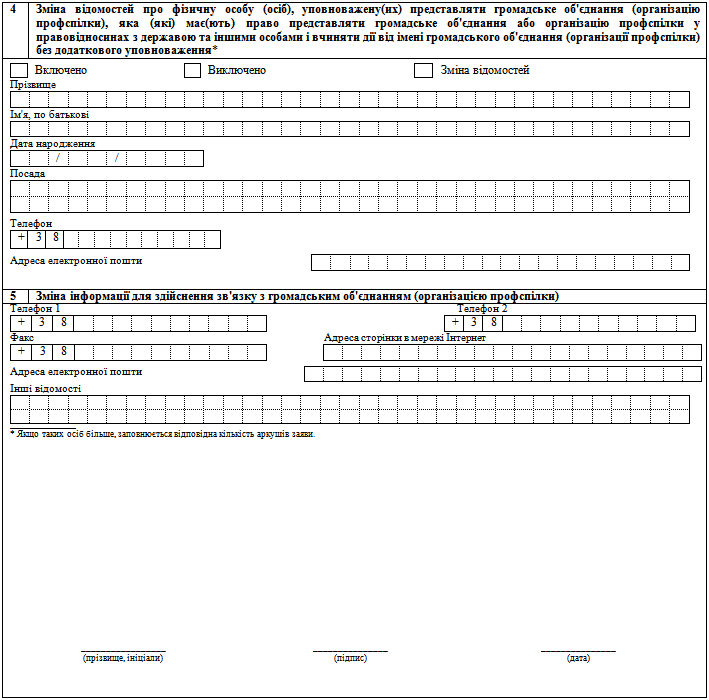 4 Зміна відомостей про фізичну особу (осіб), уповноважену(их) представляти громадське об'єднання (організацію
профспілки), яка (які) має(ють) право представляти громадське об'єднання або організацію профспілки у
правовідносинах з державою та іншими особами і вчиняти дії від імені громадського об'єднання (організації профспілки)
без додаткового уповноваження*
Включено Виключено Зміна відомостей
Прізвище
Ім'я, по батькові
Дата народження
/ /
Посада
Телефон
+ 3 8
Адреса електронної пошти
5 Зміна інформації для здійснення зв'язку з громадським об'єднанням (організацією профспілки)
Телефон 1 Телефон 2
+ 3 8 + 3 8
Факс Адреса сторінки в мережі Інтернет
+ 3 8
Адреса електронної пошти
Інші відомості
* Якщо таких осіб більше, заповнюється відповідна кількість аркушів заяви.
(прізвище, ініціали) (підпис) (дата)